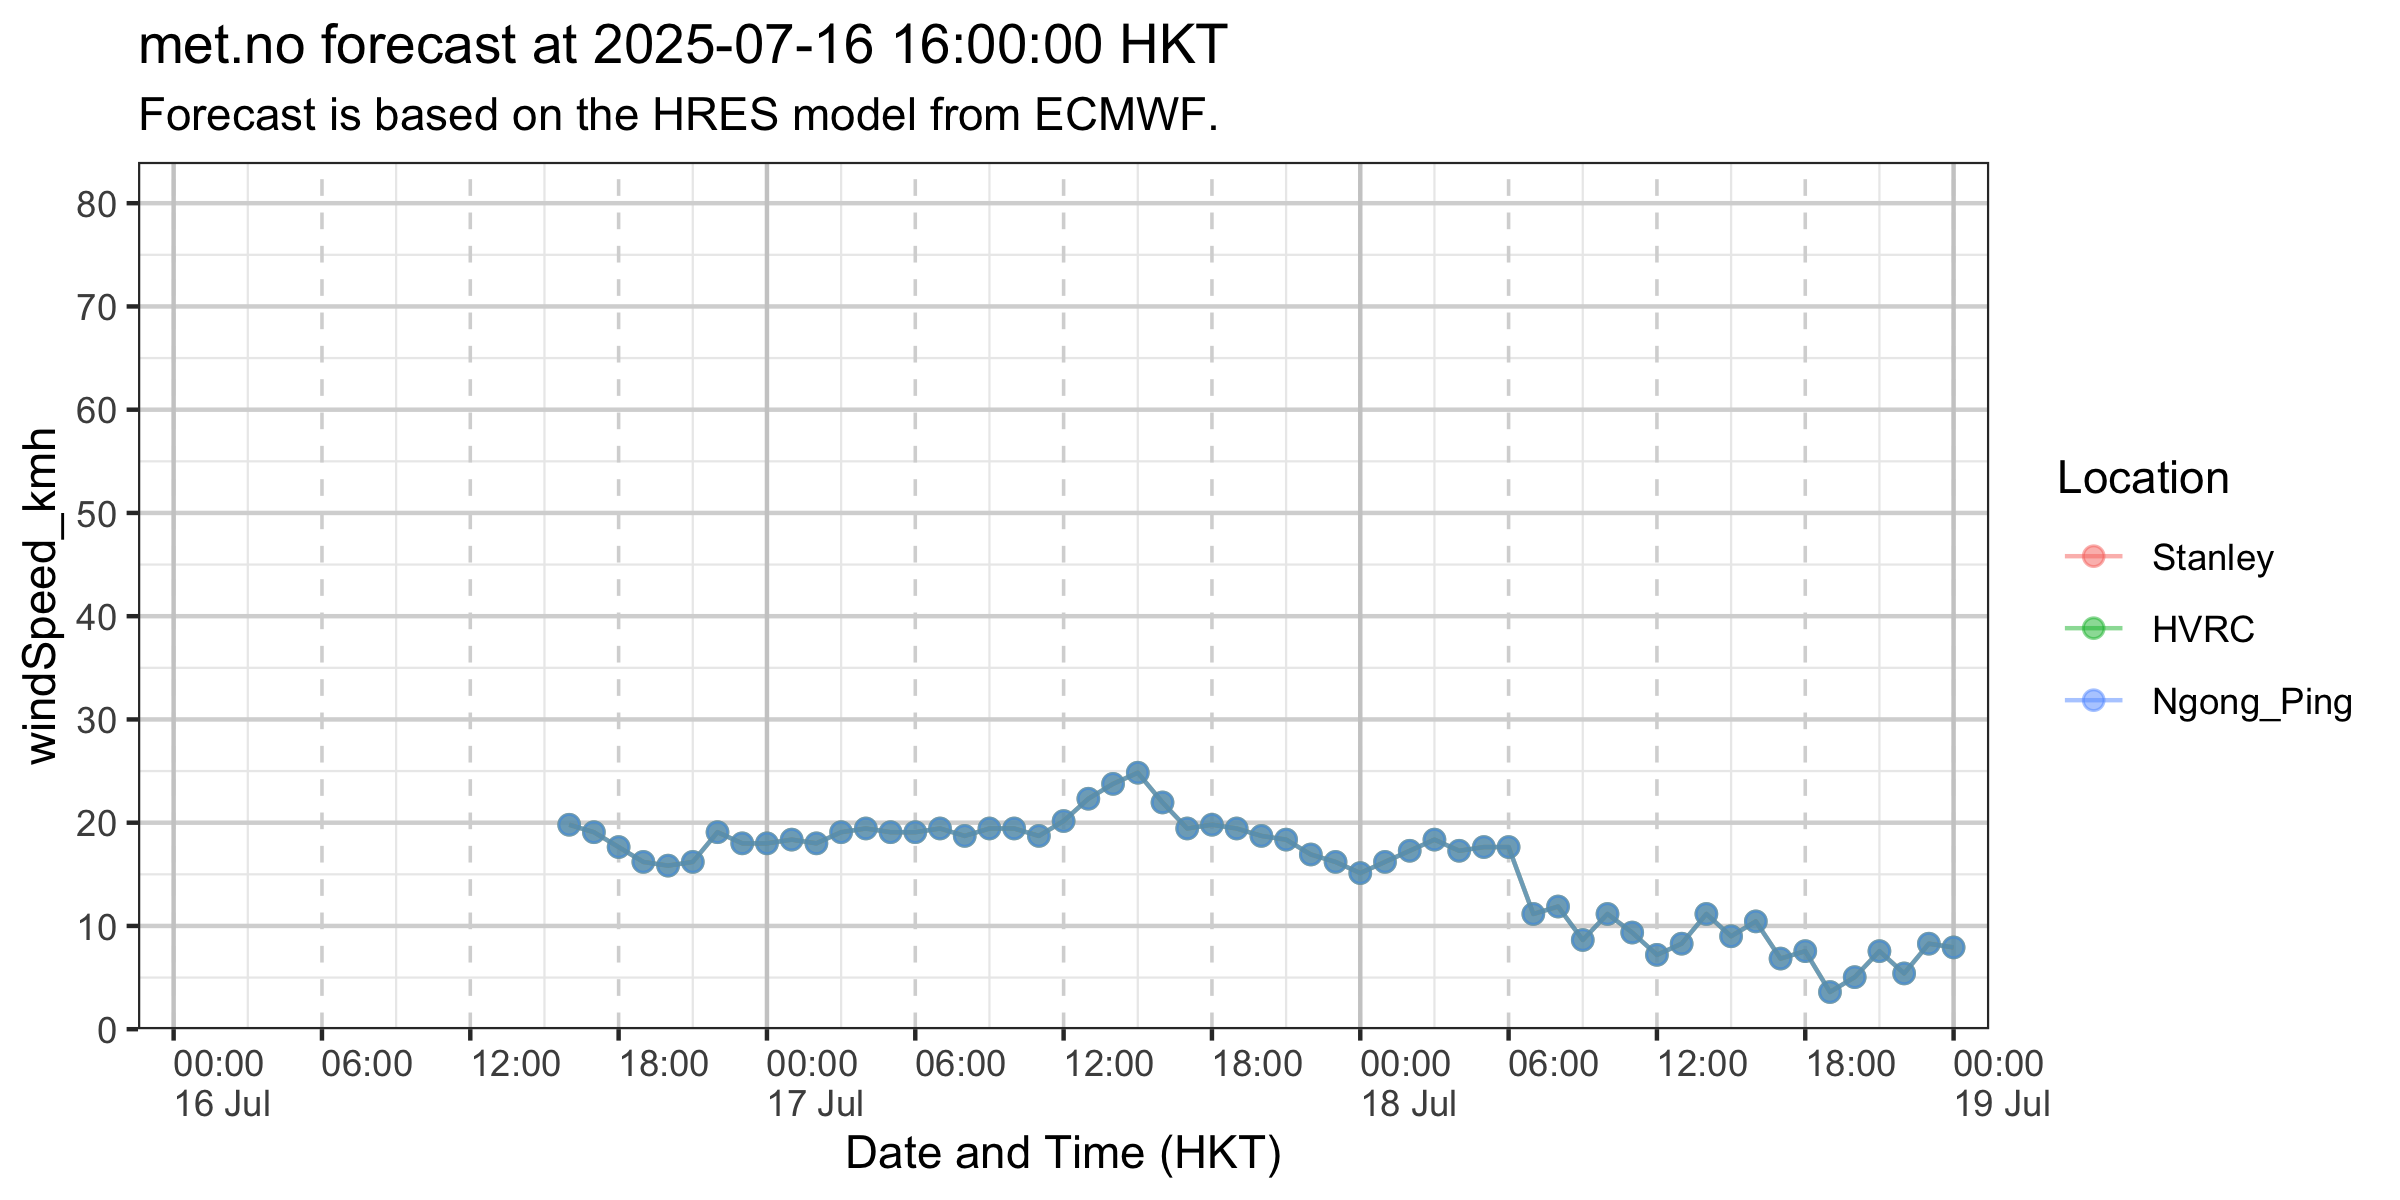 met.no forecast at 2025-07-16 16:00:00 HKT
Forecast is based on the HRES model from ECMWF.
windSpeed_kmh
80
70
60
50
40
30
20
10
0
00:00 06:00 12:00 18:00 00:00 06:00 12:00 18:00 00:00 06:00 12:00 18:00 00:00
16 Jul 17 Jul 18 Jul 19 Jul
Date and Time (HKT)
Location
Stanley
HVRC
Ngong_Ping